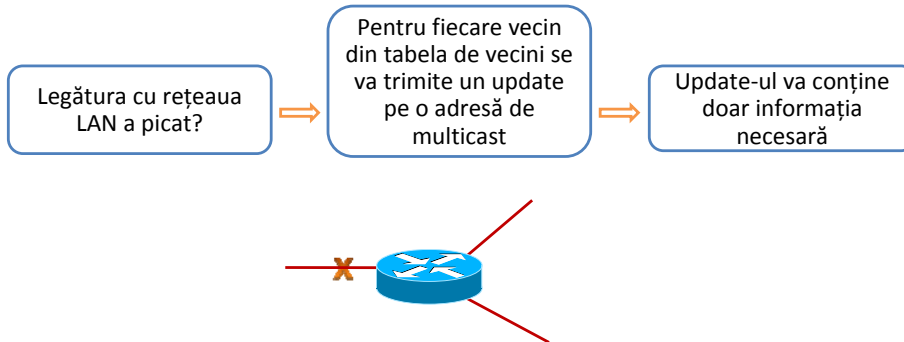 Legătura cu rețeaua
LAN a picat?
Pentru fiecare vecin
din tabela de vecini se
va trimite un update
pe o adresă de
multicast
Update-ul va conține
doar informația
necesară
X